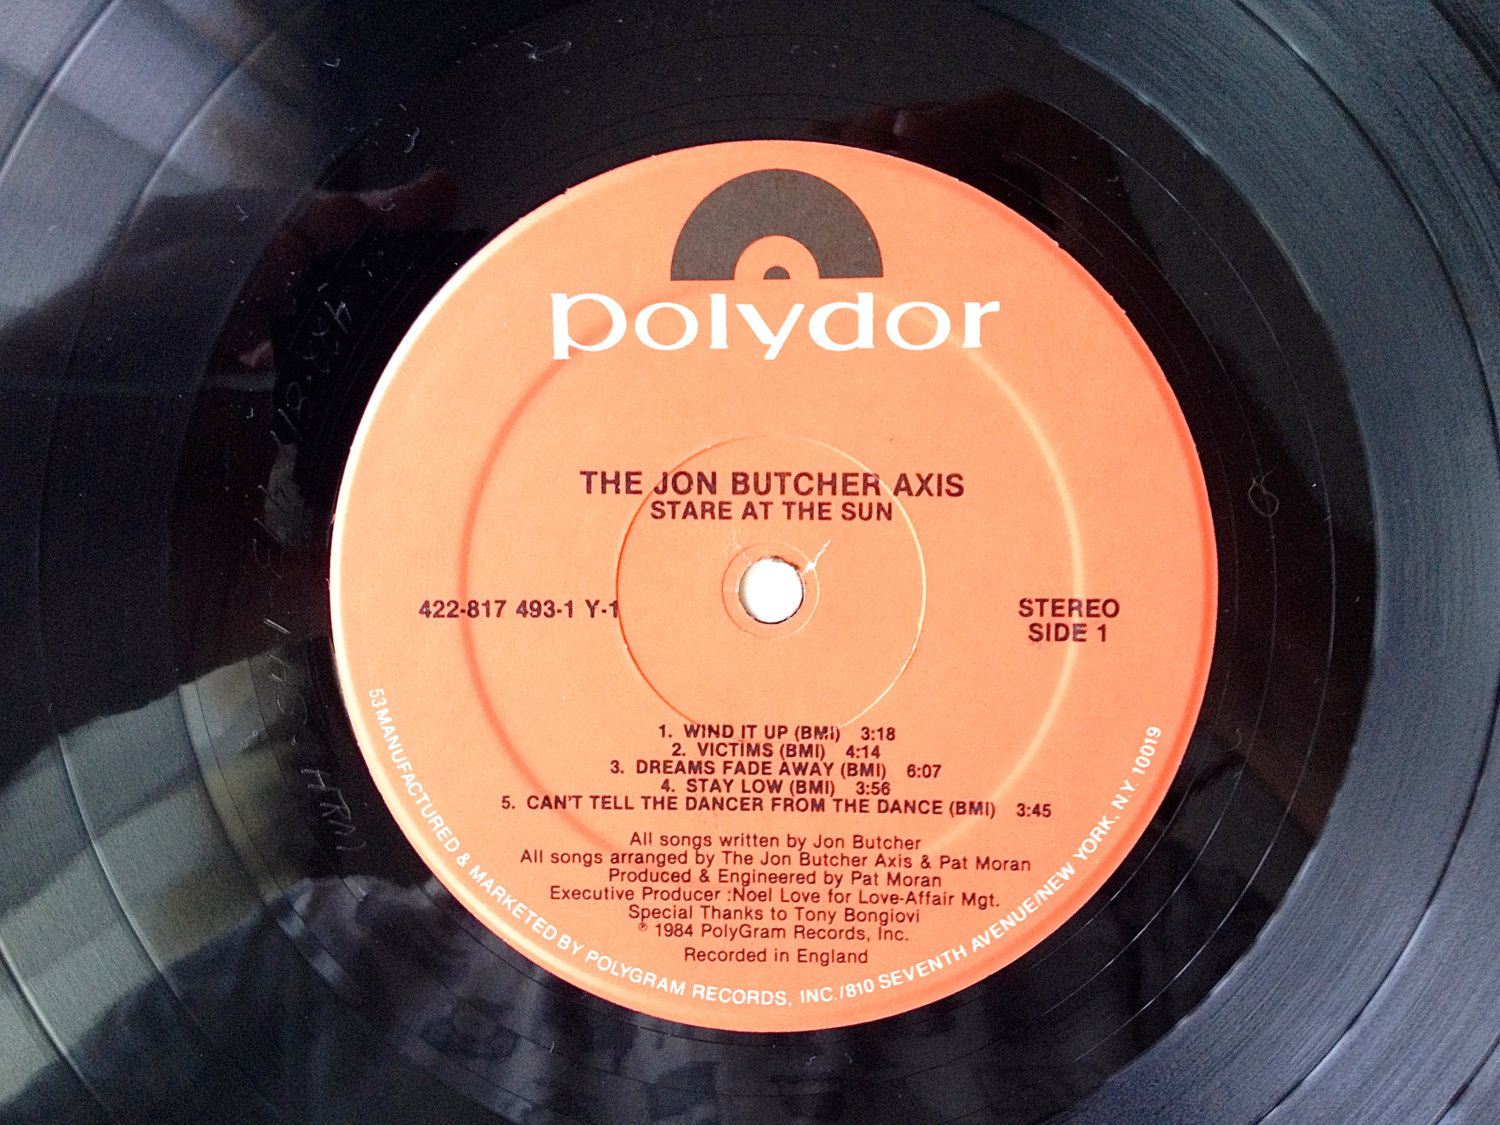 polydor
THE JON BUTCHER AXIS
STARE AT THE SUN
422-817 493-1 Y-1
STEREO
SIDE 1
1. WIND IT UP (BMI) 3:18
2. VICTIMS (BMI) 4:14
3. DREAMS FADE AWAY (BMI) 6:07
4. STAY LOW (BMI) 3:56
5. CAN'T TELL THE DANCER FROM THE DANCE (BMI) 3:45
All songs written by Jon Butcher
All songs arranged by The Jon Butcher Axis & Pat Moran
Produced & Engineered by Pat Moran
Executive Producer :Noel Love for Love-Affair Mgt.
Special Thanks to Tony Bongiovi
℗ 1984 PolyGram Records, Inc.
Recorded in England
53 MANUFACTURED & MARKETED BY POLYGRAM RECORDS, INC./810 SEVENTH AVENUE/NEW YORK, N.Y. 10019